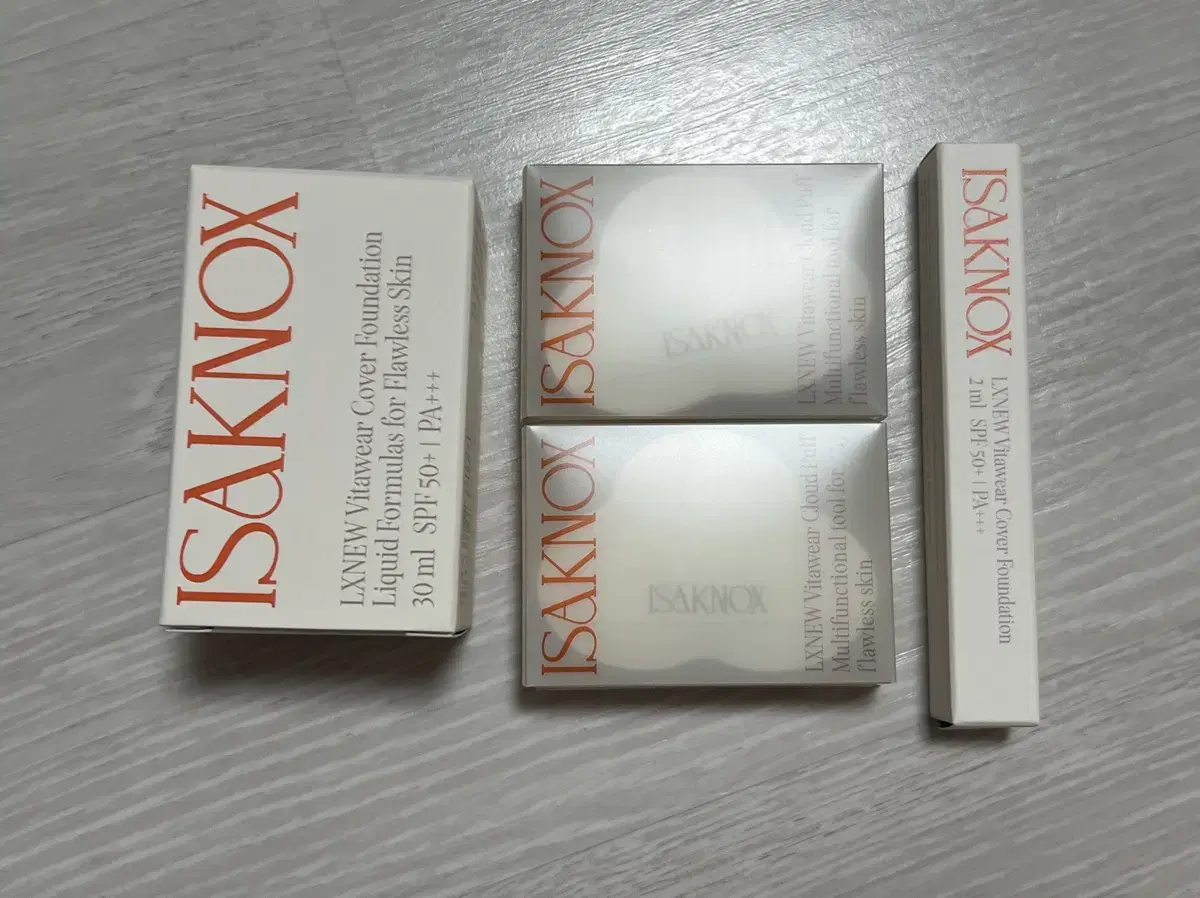 ISAKNOX
LXNEW Vitawear Cover Foundation
Liquid Formulas for Flawless Skin
30 ml SPF 50+ | PA+++
ISAKNOX
ISAKNOX
LXNEW Vitawear Cloud Puff
Multifunctional tool for
flawless skin
ISAKNOX
ISAKNOX
LXNEW Vitawear Cloud Puff
Multifunctional tool for
flawless skin
ISAKNOX
LXNEW Vitawear Cover Foundation
2 ml SPF 50+ | PA+++